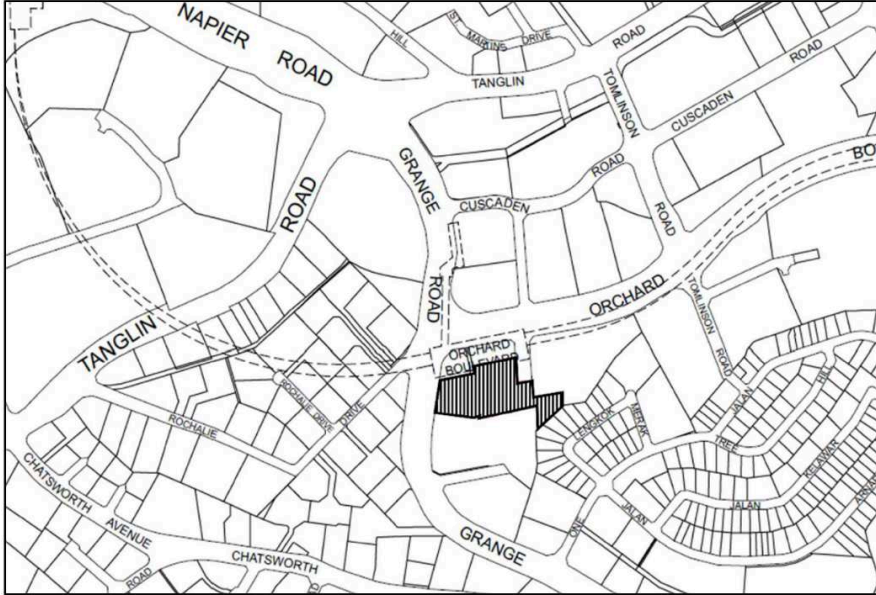 NAPIER
ROAD
HILL
ST. MARTINS DRIVE
TANGLIN
ROAD
TOMLINSON
ROAD
CUSCADEN
ROAD
GRANGE
ROAD
CUSCADEN
ROAD
ROAD
BO
ORCHARD
TOMLINSON
ROAD
TANGLIN
ROAD
ORCHARD
BOULEVARD
ROCHALIE DRIVE
ROCHALIE
DRIVE
LENGKOK
MERAK
JALAN
HILL
TREE
KELAWAR
JALAN
JALAN
ARNAP
ONE
CHATSWORTH
AVENUE
CHATSWORTH
ROAD
GRANGE